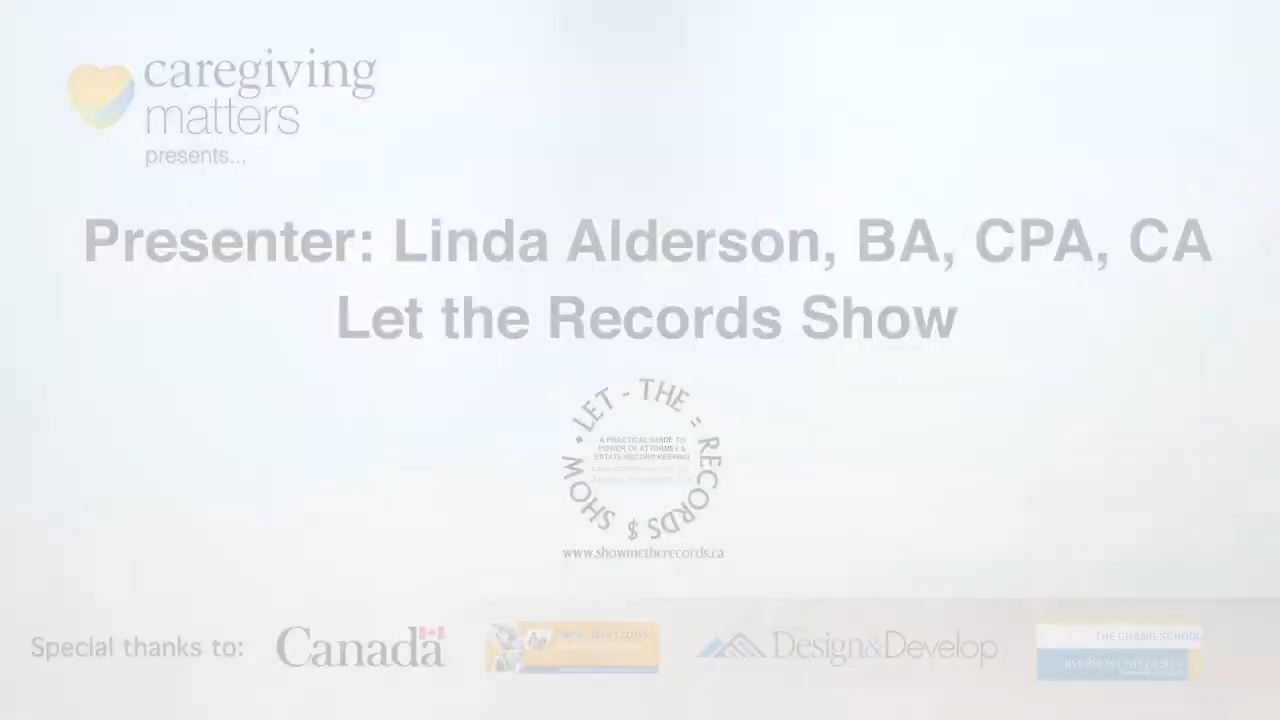 caregiving
matters
presents...
Presenter: Linda Alderson, BA, CPA, CA
Let the Records Show
LET - THE = RECORDS $ SHOW •
A PRACTICAL GUIDE TO
POWER OF ATTORNEY &
ESTATE RECORD KEEPING
www.showmetherecords.ca
Special thanks to:
Canada
New Horizons
Design&Develop
THE CHANG SCHOOL
RYERSON UNIVERSITY